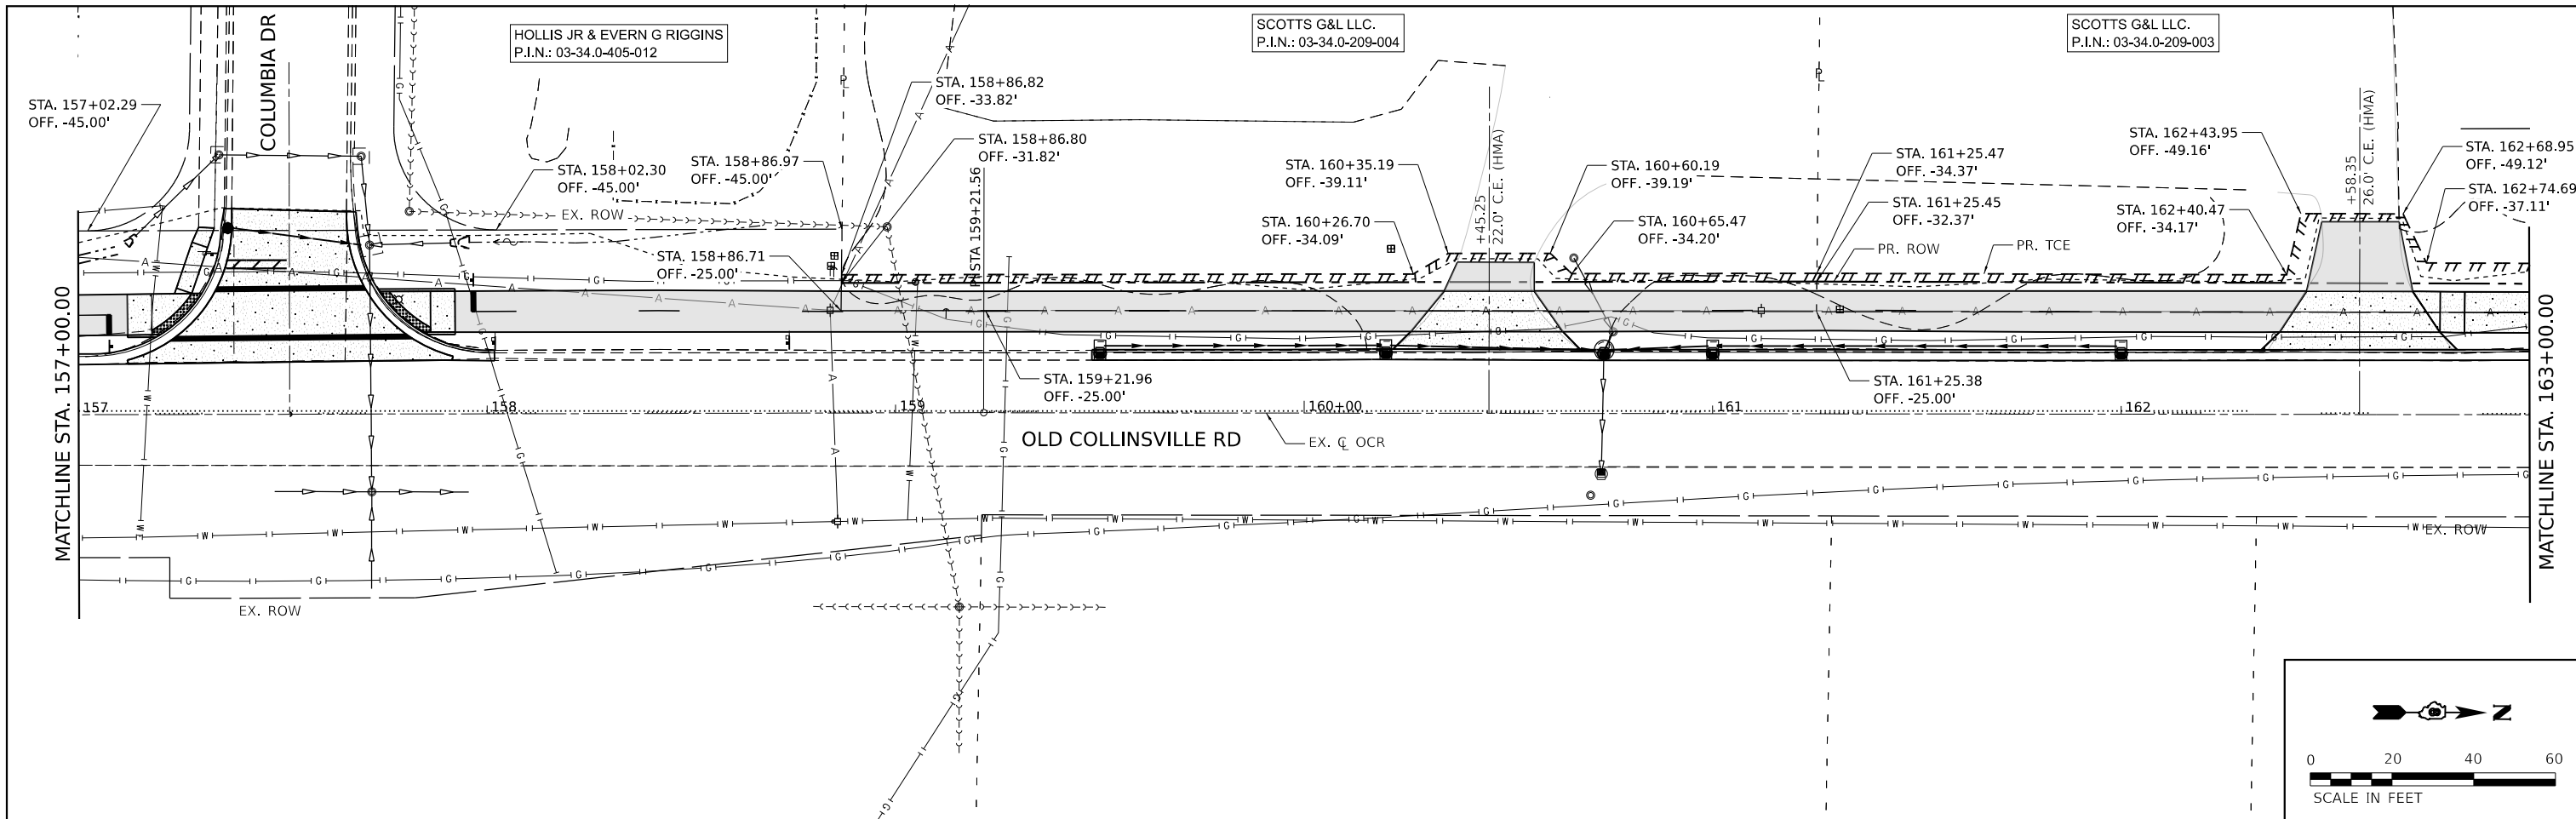 COLUMBIA DR
HOLLIS JR & EVERN G RIGGINS
P.I.N.: 03-34.0-405-012
SCOTTS G&L LLC.
P.I.N.: 03-34.0-209-004
SCOTTS G&L LLC.
P.I.N.: 03-34.0-209-003
STA. 157+02.29
OFF. -45.00'
STA. 158+02.30
OFF. -45.00'
EX. ROW
STA. 158+86.97
OFF. -45.00'
STA. 158+86.71
OFF. -25.00'
STA. 158+86.82
OFF. -33.82'
STA. 158+86.80
OFF. -31.82'
PI STA 159+21.56
STA. 160+35.19
OFF. -39.11'
STA. 160+26.70
OFF. -34.09'
+45.25
22.0' C.E. (HMA)
STA. 160+60.19
OFF. -39.19'
STA. 160+65.47
OFF. -34.20'
STA. 161+25.47
OFF. -34.37'
STA. 161+25.45
OFF. -32.37'
PR. ROW
PR. TCE
STA. 162+43.95
OFF. -49.16'
STA. 162+40.47
OFF. -34.17'
+58.35
26.0' C.E. (HMA)
STA. 162+68.95
OFF. -49.12'
STA. 162+74.69
OFF. -37.11'
STA. 159+21.96
OFF. -25.00'
STA. 161+25.38
OFF. -25.00'
MATCHLINE STA. 157+00.00
157
158
159
160+00
161
162
OLD COLLINSVILLE RD
EX. ℄ OCR
MATCHLINE STA. 163+00.00
EX. ROW
EX. ROW
N
0 20 40 60
SCALE IN FEET